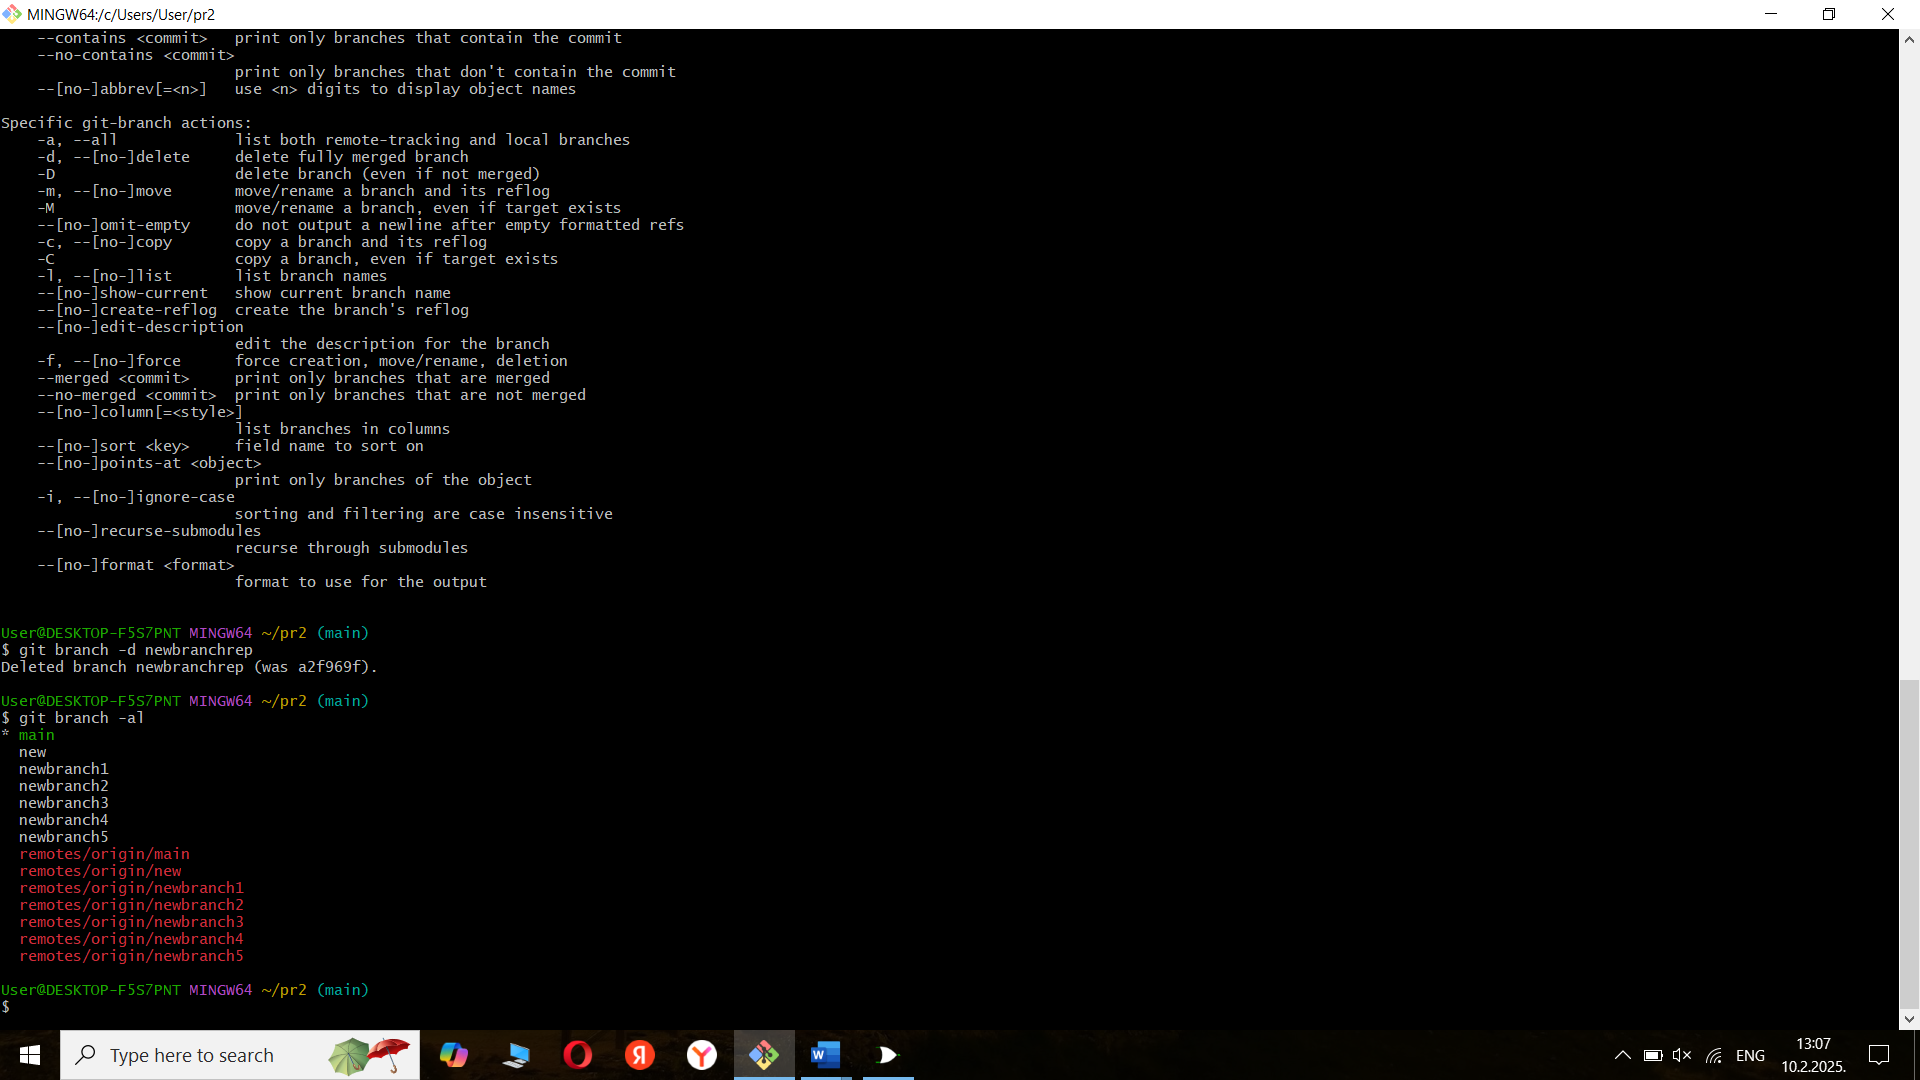 MINGW64:/c/Users/User/pr2
    --contains <commit>   print only branches that contain the commit
    --no-contains <commit>
                          print only branches that don't contain the commit
    --[no-]abbrev[=<n>]   use <n> digits to display object names
Specific git-branch actions:
    -a, --all             list both remote-tracking and local branches
    -d, --[no-]delete     delete fully merged branch
    -D                    delete branch (even if not merged)
    -m, --[no-]move       move/rename a branch and its reflog
    -M                    move/rename a branch, even if target exists
    --[no-]omit-empty     do not output a newline after empty formatted refs
    -c, --[no-]copy       copy a branch and its reflog
    -C                    copy a branch, even if target exists
    -l, --[no-]list       list branch names
    --[no-]show-current   show current branch name
    --[no-]create-reflog  create the branch's reflog
    --[no-]edit-description
                          edit the description for the branch
    -f, --[no-]force      force creation, move/rename, deletion
    --merged <commit>     print only branches that are merged
    --no-merged <commit>  print only branches that are not merged
    --[no-]column[=<style>]
                          list branches in columns
    --[no-]sort <key>     field name to sort on
    --[no-]points-at <object>
                          print only branches of the object
    -i, --[no-]ignore-case
                          sorting and filtering are case insensitive
    --[no-]recurse-submodules
                          recurse through submodules
    --[no-]format <format>
                          format to use for the output
User@DESKTOP-F5S7PNT MINGW64 ~/pr2 (main)
$ git branch -d newbranchrep
Deleted branch newbranchrep (was a2f969f).
User@DESKTOP-F5S7PNT MINGW64 ~/pr2 (main)
$ git branch -al
* main
  new
  newbranch1
  newbranch2
  newbranch3
  newbranch4
  newbranch5
  remotes/origin/main
  remotes/origin/new
  remotes/origin/newbranch1
  remotes/origin/newbranch2
  remotes/origin/newbranch3
  remotes/origin/newbranch4
  remotes/origin/newbranch5
User@DESKTOP-F5S7PNT MINGW64 ~/pr2 (main)
$
Type here to search
ENG
13:07
10.2.2025.